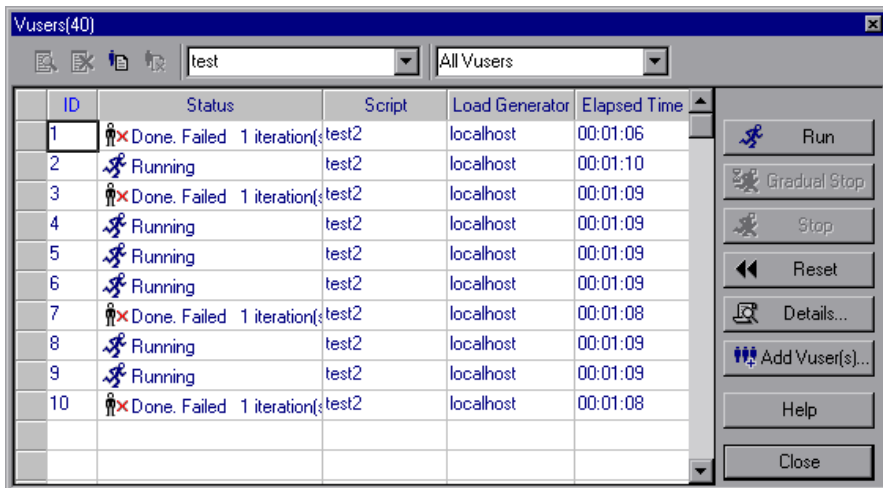 Vusers(40)
test All Vusers
ID Status Script Load Generator Elapsed Time
1 Done. Failed 1 iteration(s test2 localhost 00:01:06
2 Running test2 localhost 00:01:10
3 Done. Failed 1 iteration(s test2 localhost 00:01:09
4 Running test2 localhost 00:01:09
5 Running test2 localhost 00:01:09
6 Running test2 localhost 00:01:09
7 Done. Failed 1 iteration(s test2 localhost 00:01:08
8 Running test2 localhost 00:01:09
9 Running test2 localhost 00:01:09
10 Done. Failed 1 iteration(s test2 localhost 00:01:08
Run
Gradual Stop
Stop
Reset
Details...
Add Vuser(s)...
Help
Close